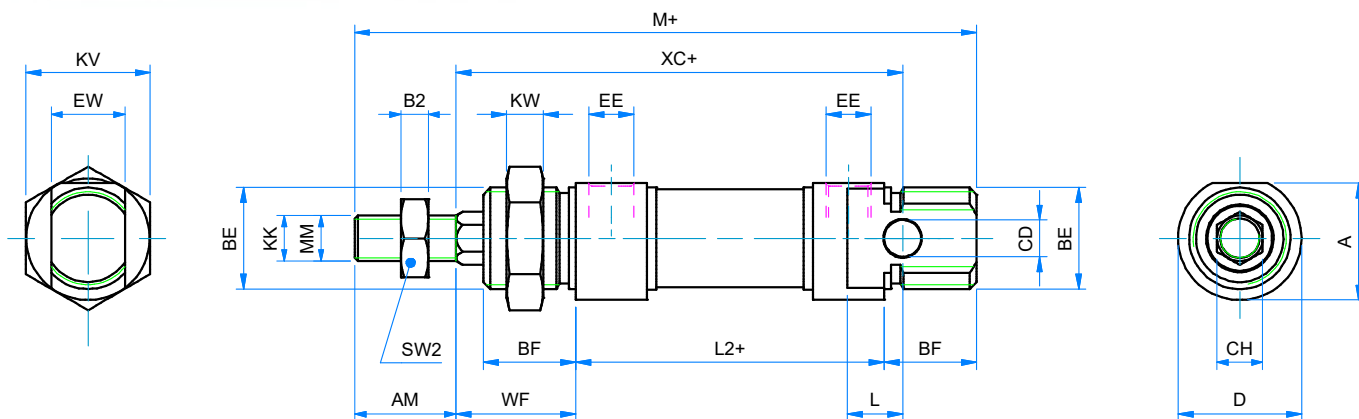 M+
KV
XC+
EW
B2
KW
EE
EE
BE
KK
MM
CD
BE
A
SW2
BF
L2+
BF
CH
AM
WF
L
D